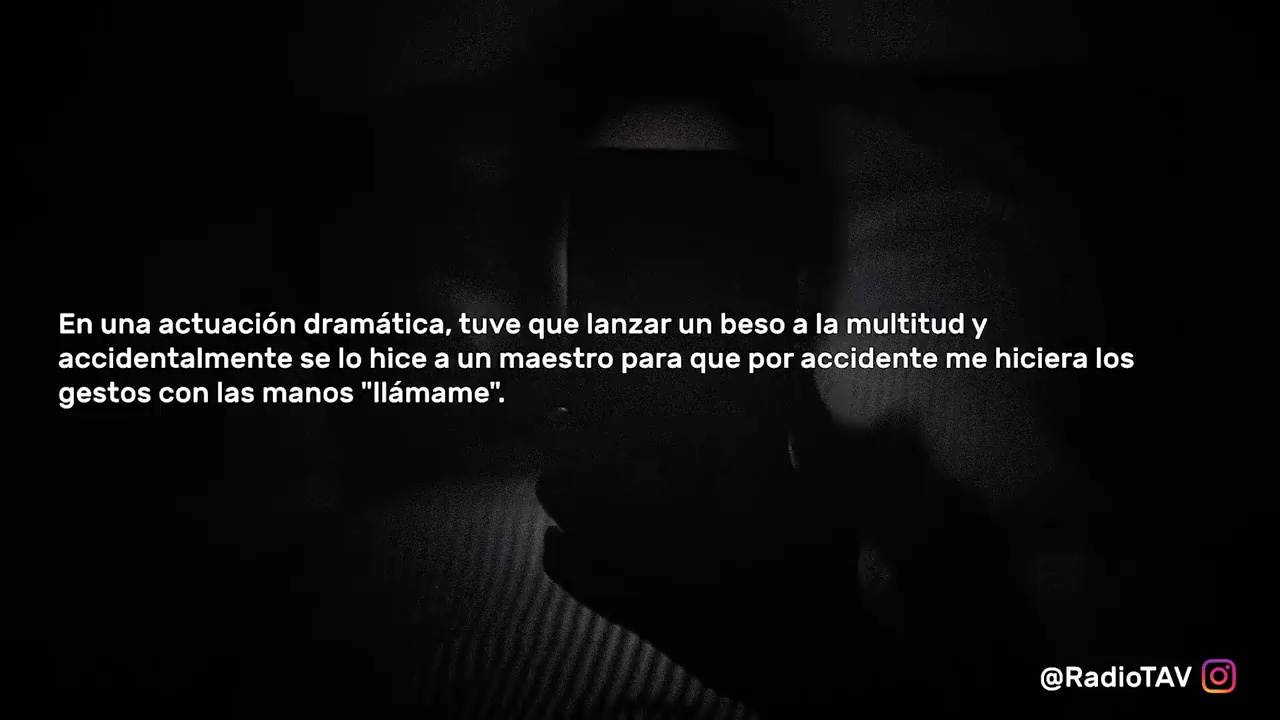 En una actuación dramática, tuve que lanzar un beso a la multitud y
accidentalmente se lo hice a un maestro para que por accidente me hiciera los
gestos con las manos "llámame".
@RadioTAV